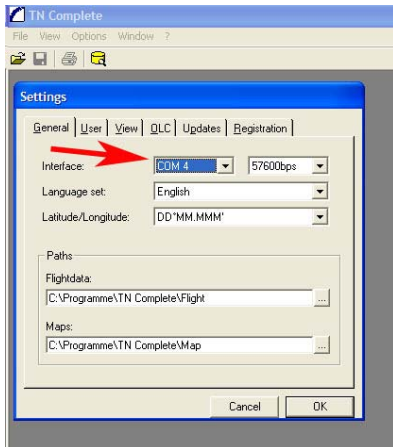 TN Complete
File View Options Window ?
Settings
General User View OLC Updates Registration
Interface: COM 4 57600bps
Language set: English
Latitude/Longitude: DD°MM.MMM'
Paths
Flightdata:
C:\Programme\TN Complete\Flight ...
Maps:
C:\Programme\TN Complete\Map ...
Cancel OK